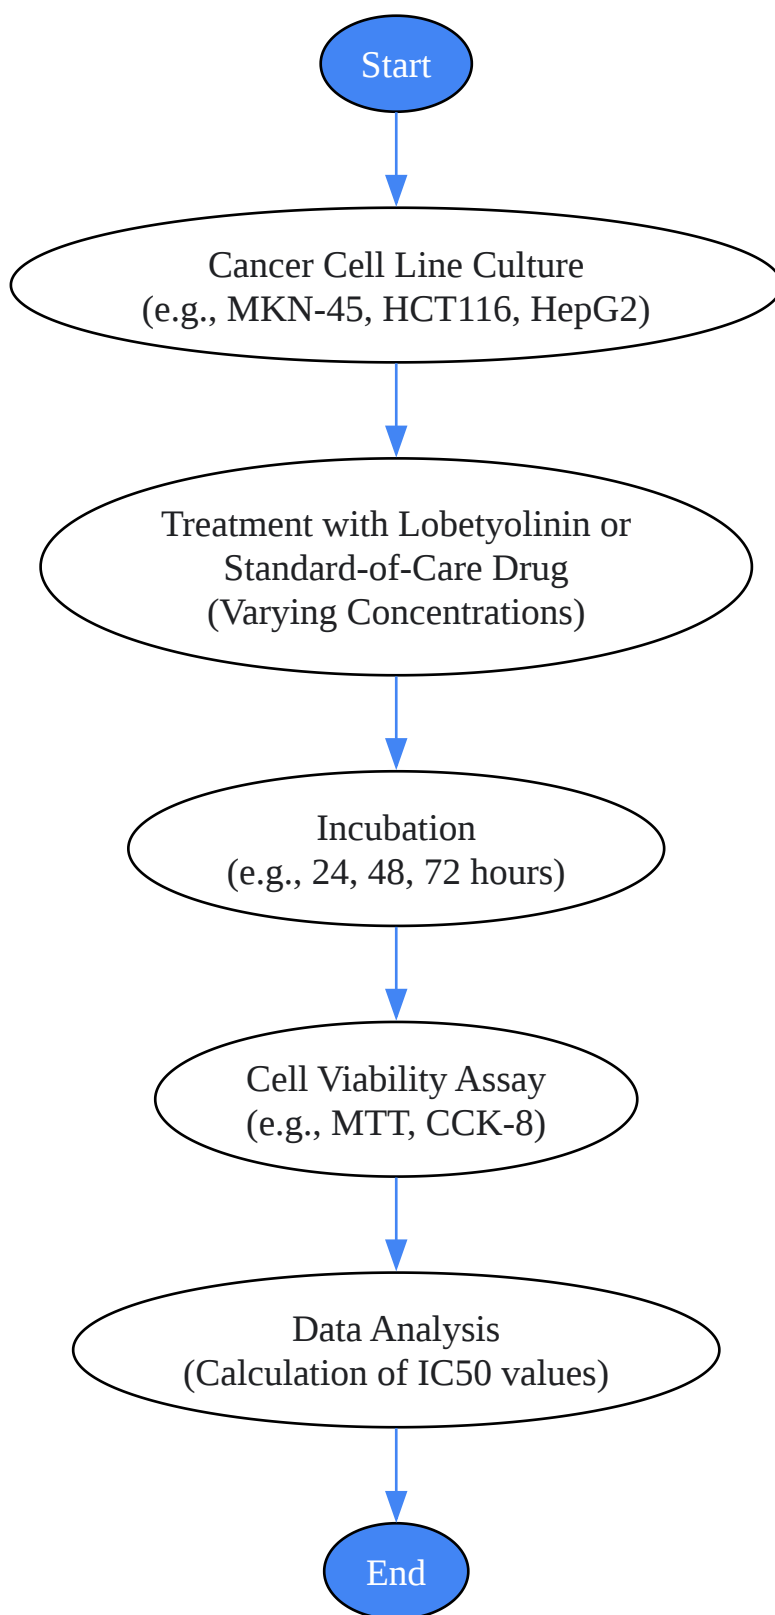 Start
Cancer Cell Line Culture
(e.g., MKN-45, HCT116, HepG2)
Treatment with Lobetyolinin or
Standard-of-Care Drug
(Varying Concentrations)
Incubation
(e.g., 24, 48, 72 hours)
Cell Viability Assay
(e.g., MTT, CCK-8)
Data Analysis
(Calculation of IC50 values)
End